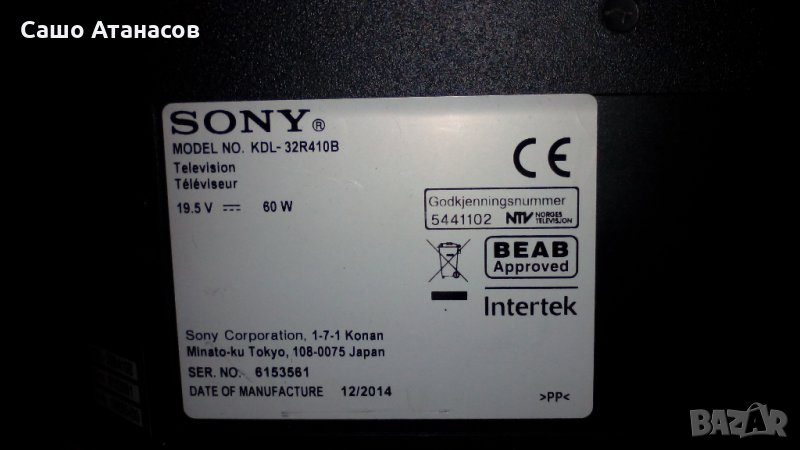 Сашо Атанасов
SONY®
MODEL NO. KDL-32R410B
Television
Téléviseur
19.5 V 60 W
CE
Godkjenningsnummer
5441102 NTV NORGES TELEVISJON
BEAB
Approved
Intertek
Sony Corporation, 1-7-1 Konan
Minato-ku Tokyo, 108-0075 Japan
SER. NO. 6153561
DATE OF MANUFACTURE 12/2014
>PP<
BAZAR